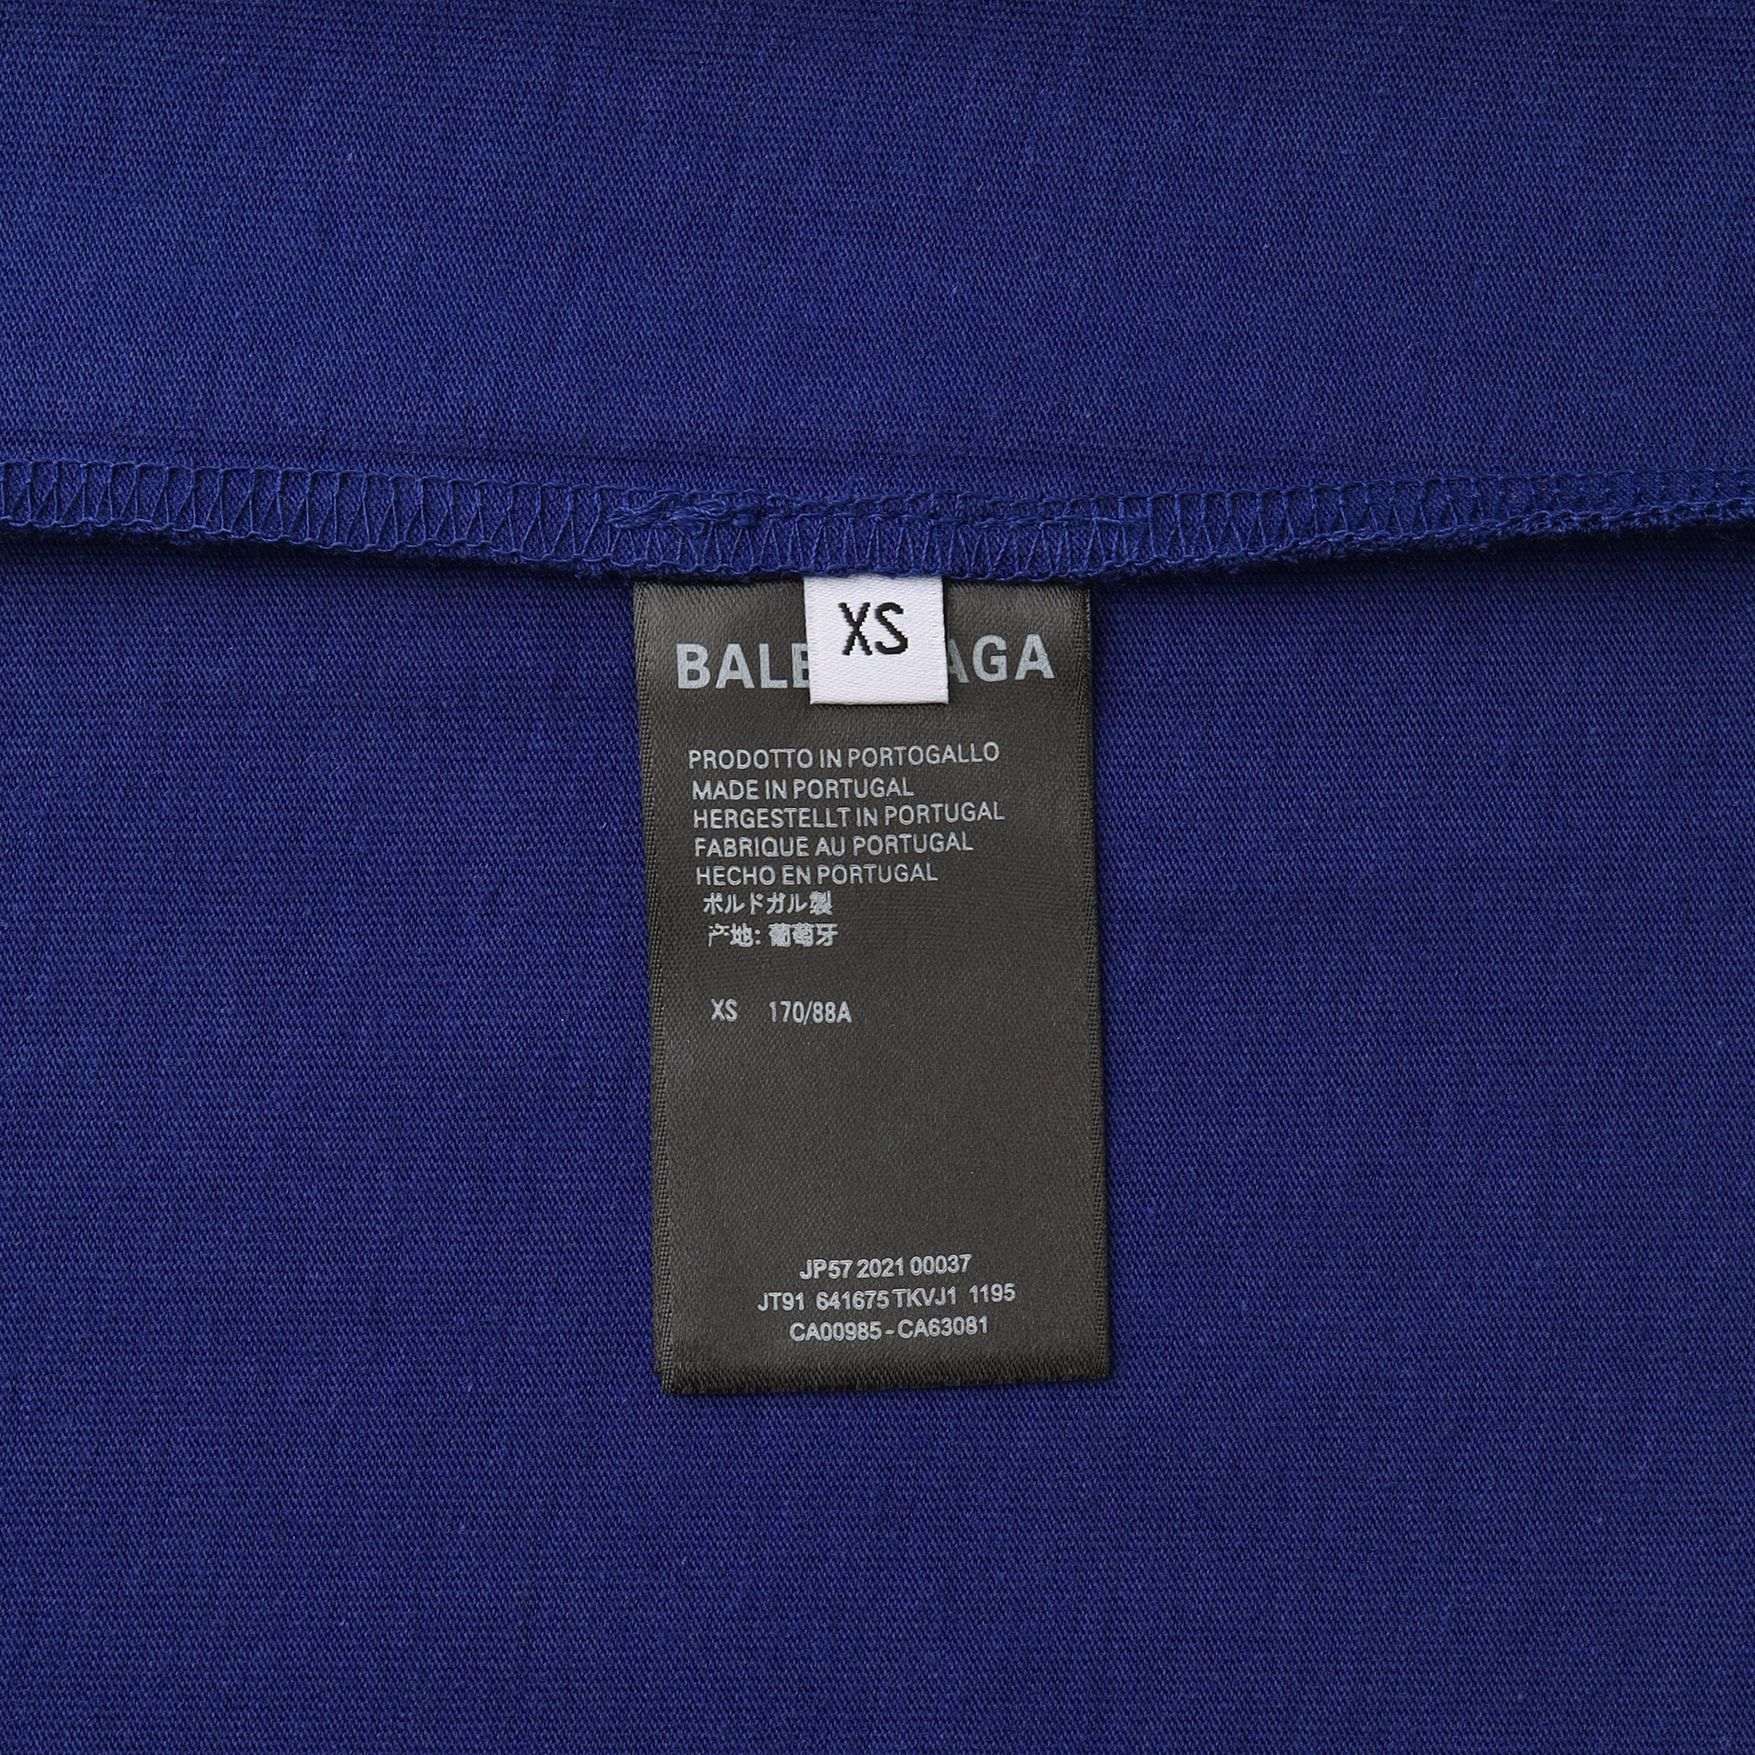 XS
BALE AGA
PRODOTTO IN PORTOGALLO
MADE IN PORTUGAL
HERGESTELLT IN PORTUGAL
FABRIQUE AU PORTUGAL
HECHO EN PORTUGAL
ポルトガル製
产地: 葡萄牙
XS 170/88A
JP57 2021 00037
JT91 641675 TKVJ1 1195
CA00985 - CA63081